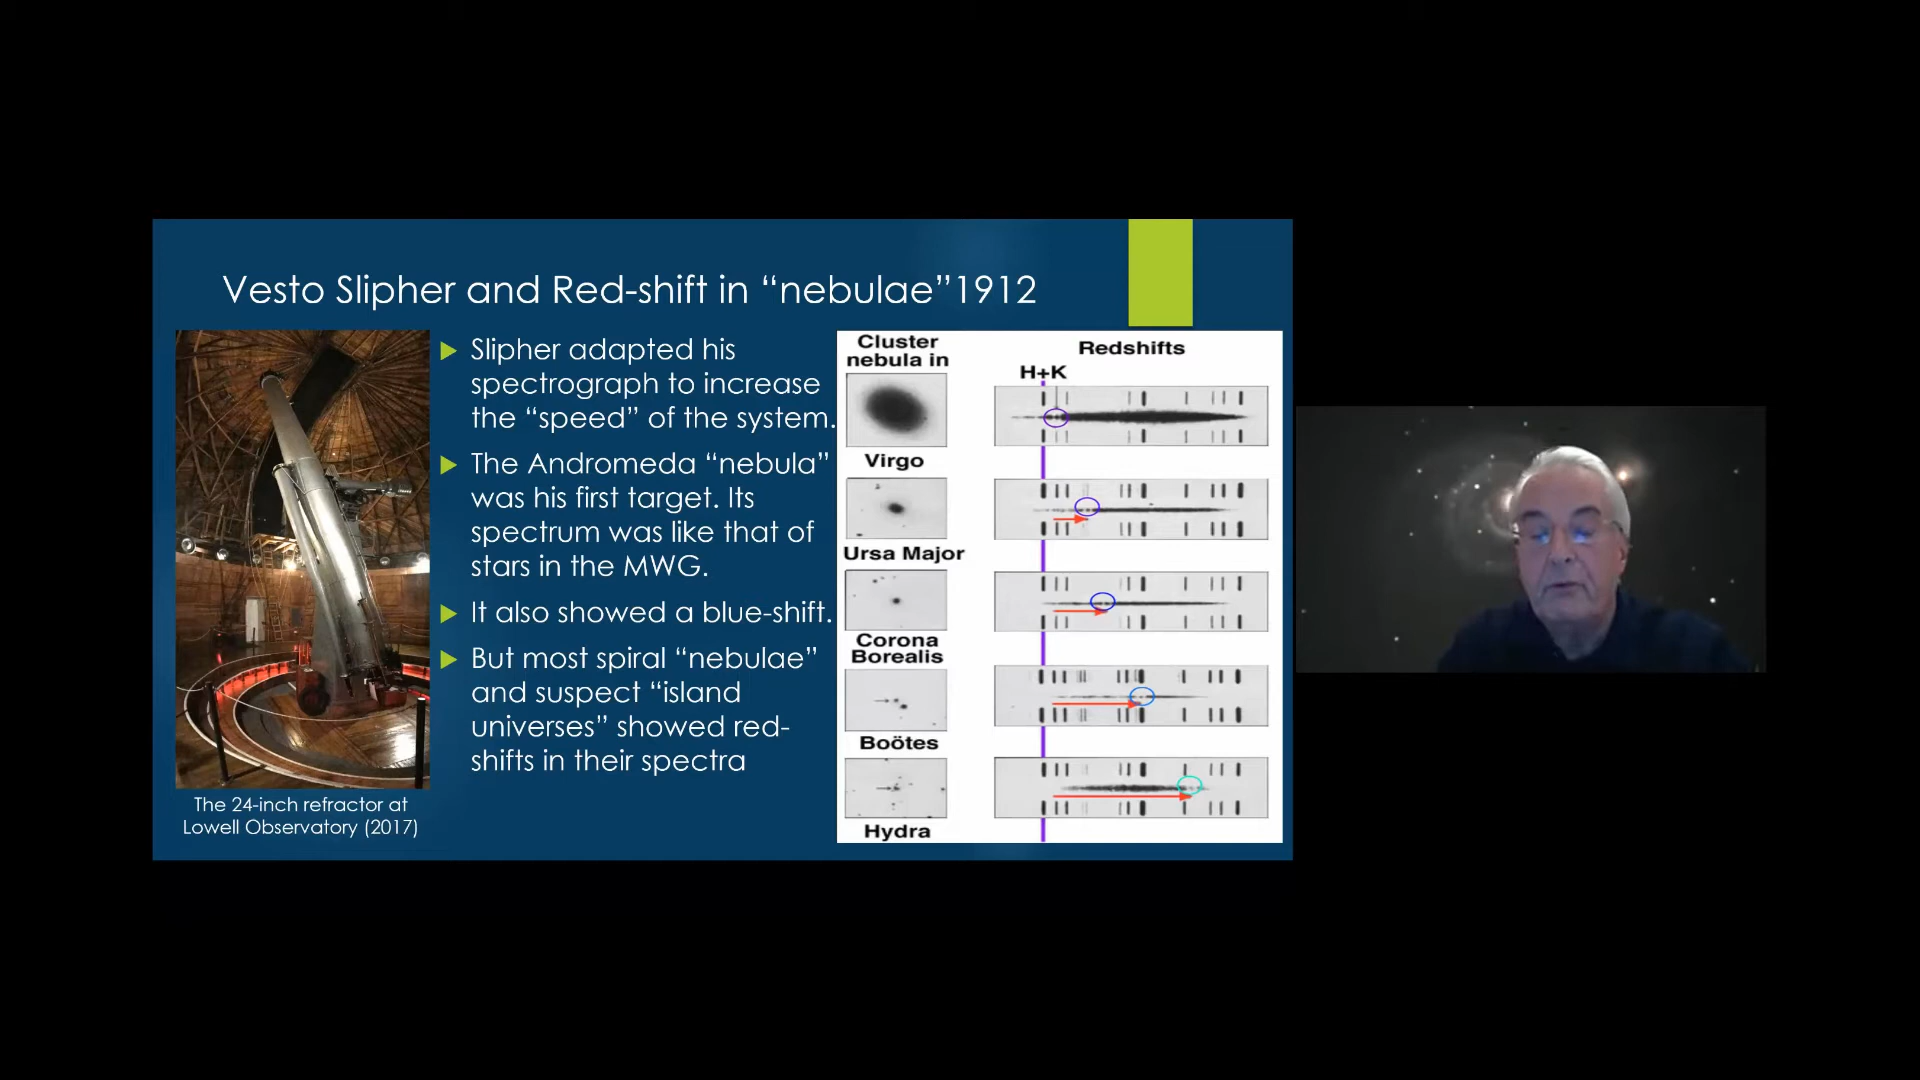 Vesto Slipher and Red-shift in “nebulae”1912
Slipher adapted his
spectrograph to increase
the “speed” of the system.
The Andromeda “nebula”
was his first target. Its
spectrum was like that of
stars in the MWG.
It also showed a blue-shift.
But most spiral “nebulae”
and suspect “island
universes” showed red-
shifts in their spectra
The 24-inch refractor at
Lowell Observatory (2017)
Cluster
nebula in
Redshifts
H+K
Virgo
Ursa Major
Corona
Borealis
Boötes
Hydra